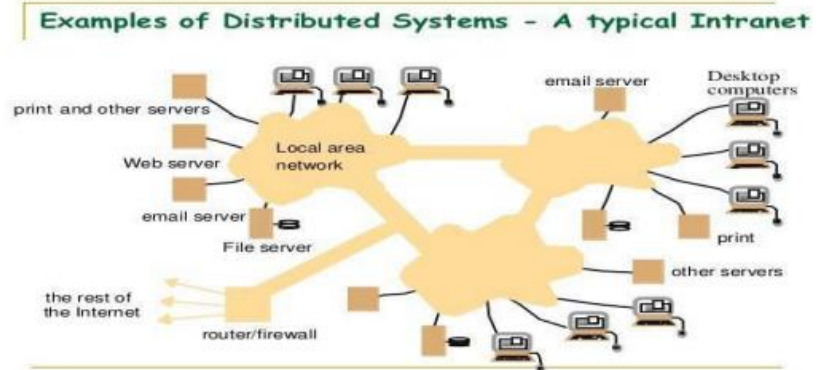 Examples of Distributed Systems - A typical Intranet
email server
Desktop
computers
print and other servers
Local area
network
Web server
email server
File server
print
other servers
the rest of
the Internet
router/firewall